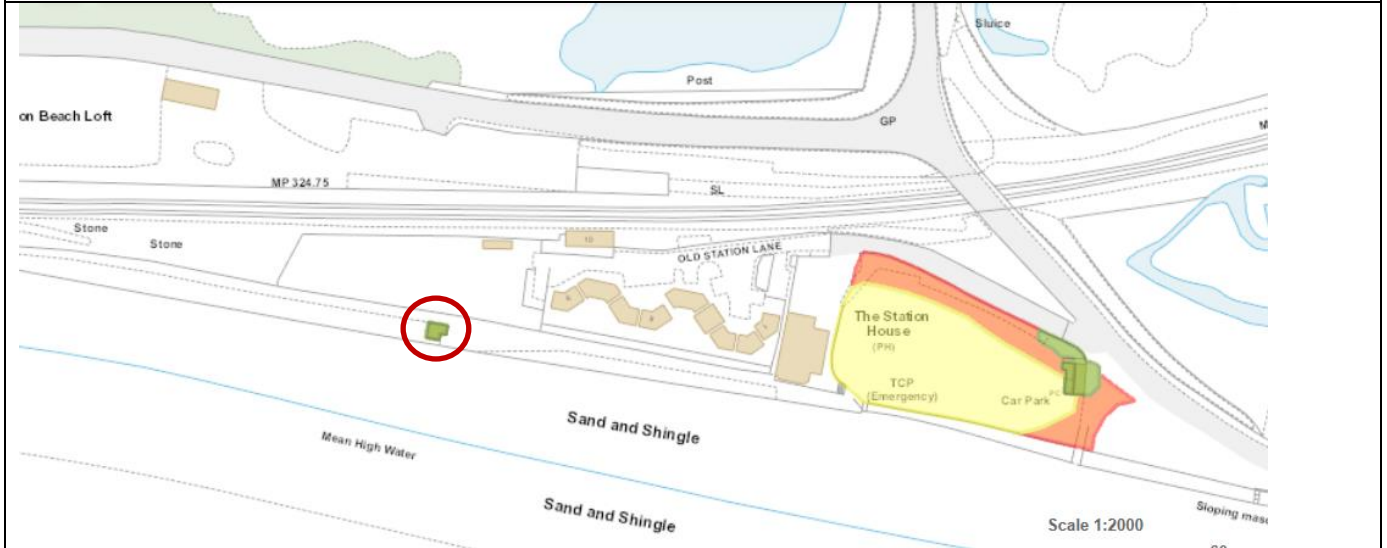 Sluice
Post
on Beach Loft
GP
MP 324.75
SL
Stone
Stone
10
OLD STATION LANE
The Station
House
(PH)
TCP
(Emergency)
Car Park
PC
Sand and Shingle
Mean High Water
Sand and Shingle
Scale 1:2000
Sloping